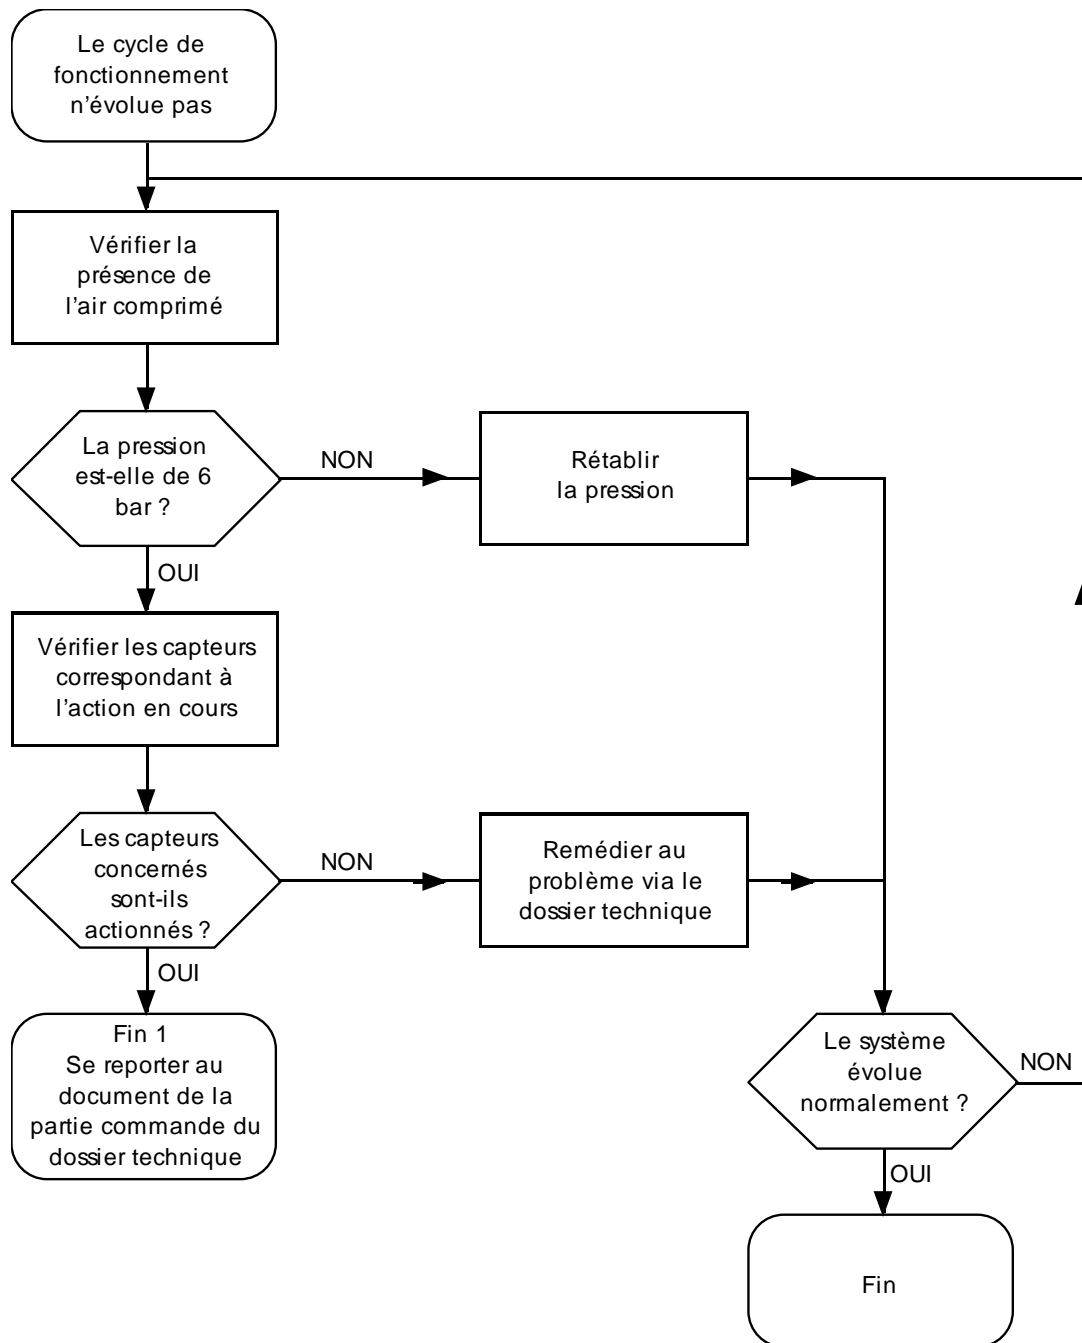 Le cycle de
fonctionnement
n'évolue pas
Vérifier la
présence de
l'air comprimé
La pression
est-elle de 6
bar ?
NON
Rétablir
la pression
OUI
Vérifier les capteurs
correspondant à
l'action en cours
Les capteurs
concernés
sont-ils
actionnés ?
NON
Remédier au
problème via le
dossier technique
OUI
Fin 1
Se reporter au
document de la
partie commande du
dossier technique
Le système
évolue
normalement ?
NON
OUI
Fin